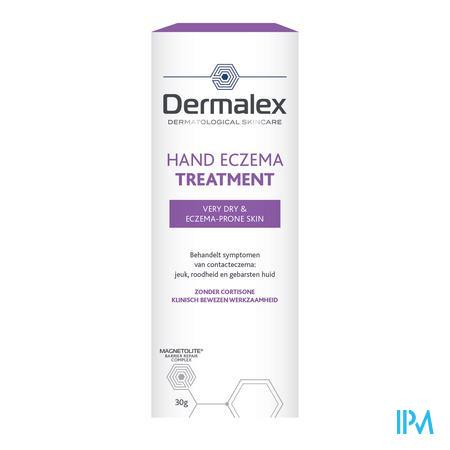 Dermalex
DERMATOLOGICAL SKINCARE
HAND ECZEMA
TREATMENT
VERY DRY &
ECZEMA-PRONE SKIN
Behandelt symptomen
van contacteczema:
jeuk, roodheid en gebarsten huid
ZONDER CORTISONE
KLINISCH BEWEZEN WERKZAAMHEID
MAGNETOLITE®
BARRIER REPAIR
COMPLEX
30g
IPM